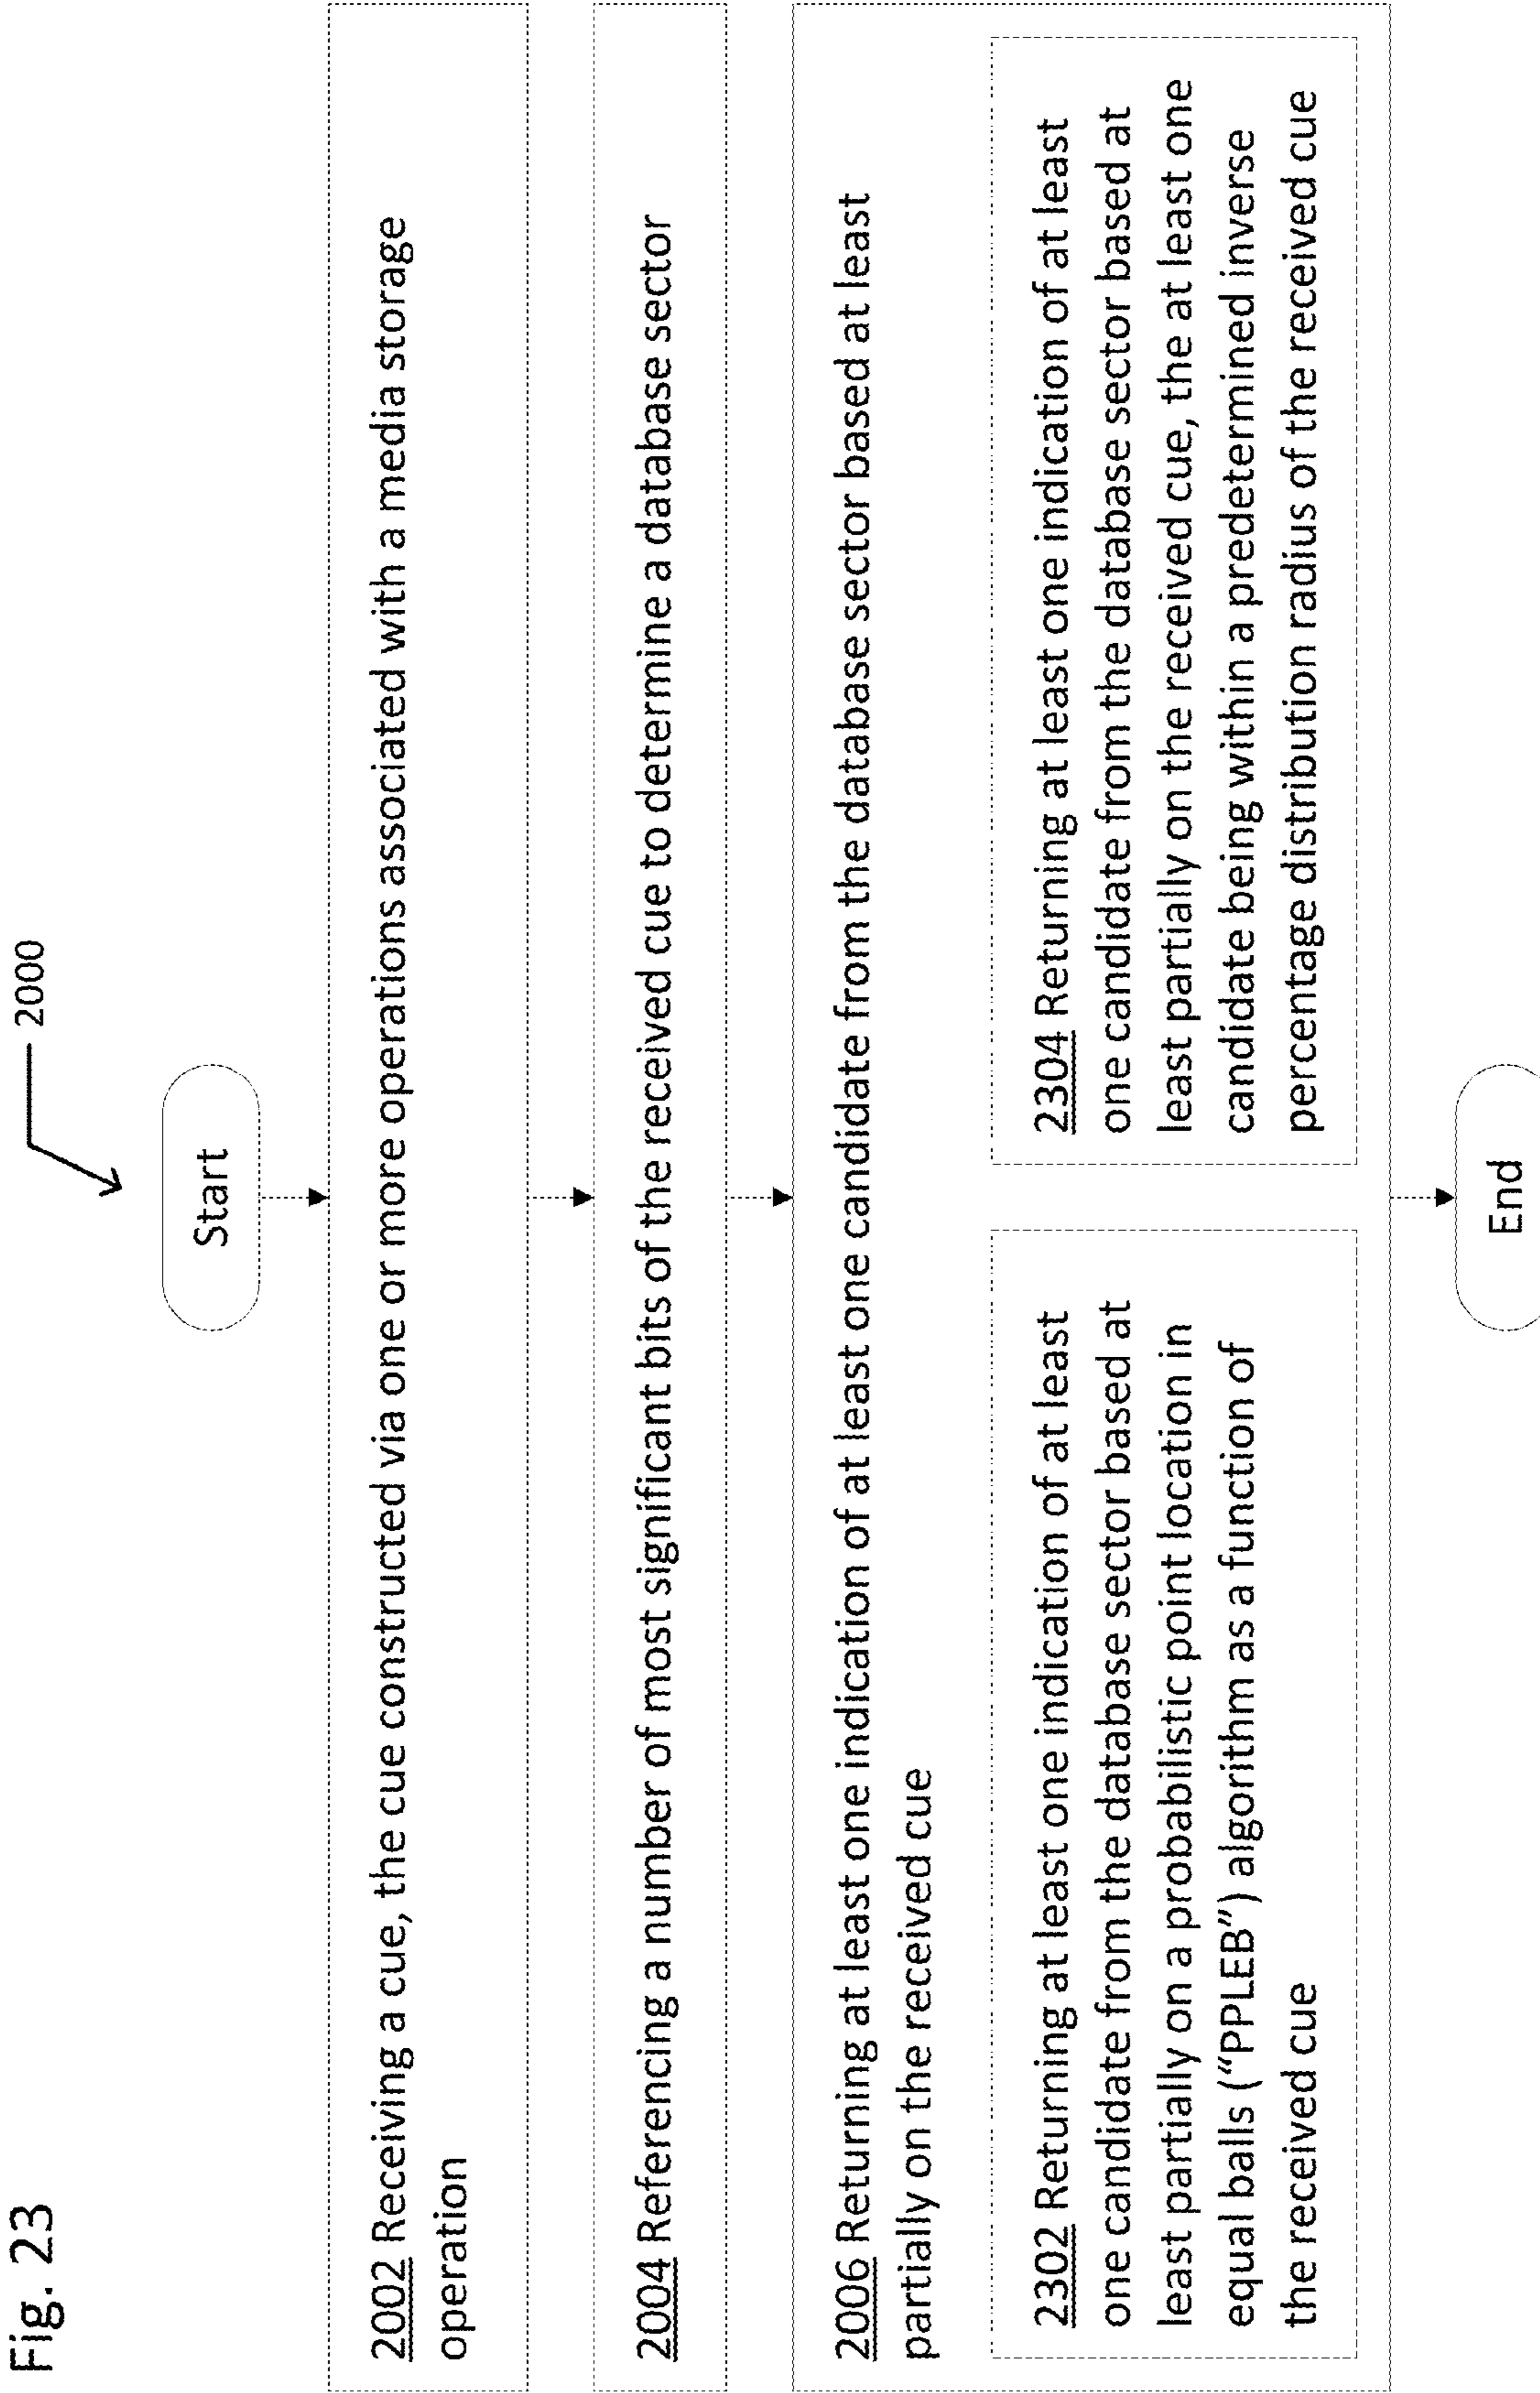 Fig. 23
2000
Start
2002 Receiving a cue, the cue constructed via one or more operations associated with a media storage
operation
2004 Referencing a number of most significant bits of the received cue to determine a database sector
2006 Returning at least one indication of at least one candidate from the database sector based at least
partially on the received cue
2302 Returning at least one indication of at least
one candidate from the database sector based at
least partially on a probabilistic point location in
equal balls (“PPLEB”) algorithm as a function of
the received cue
2304 Returning at least one indication of at least
one candidate from the database sector based at
least partially on the received cue, the at least one
candidate being within a predetermined inverse
percentage distribution radius of the received cue
End